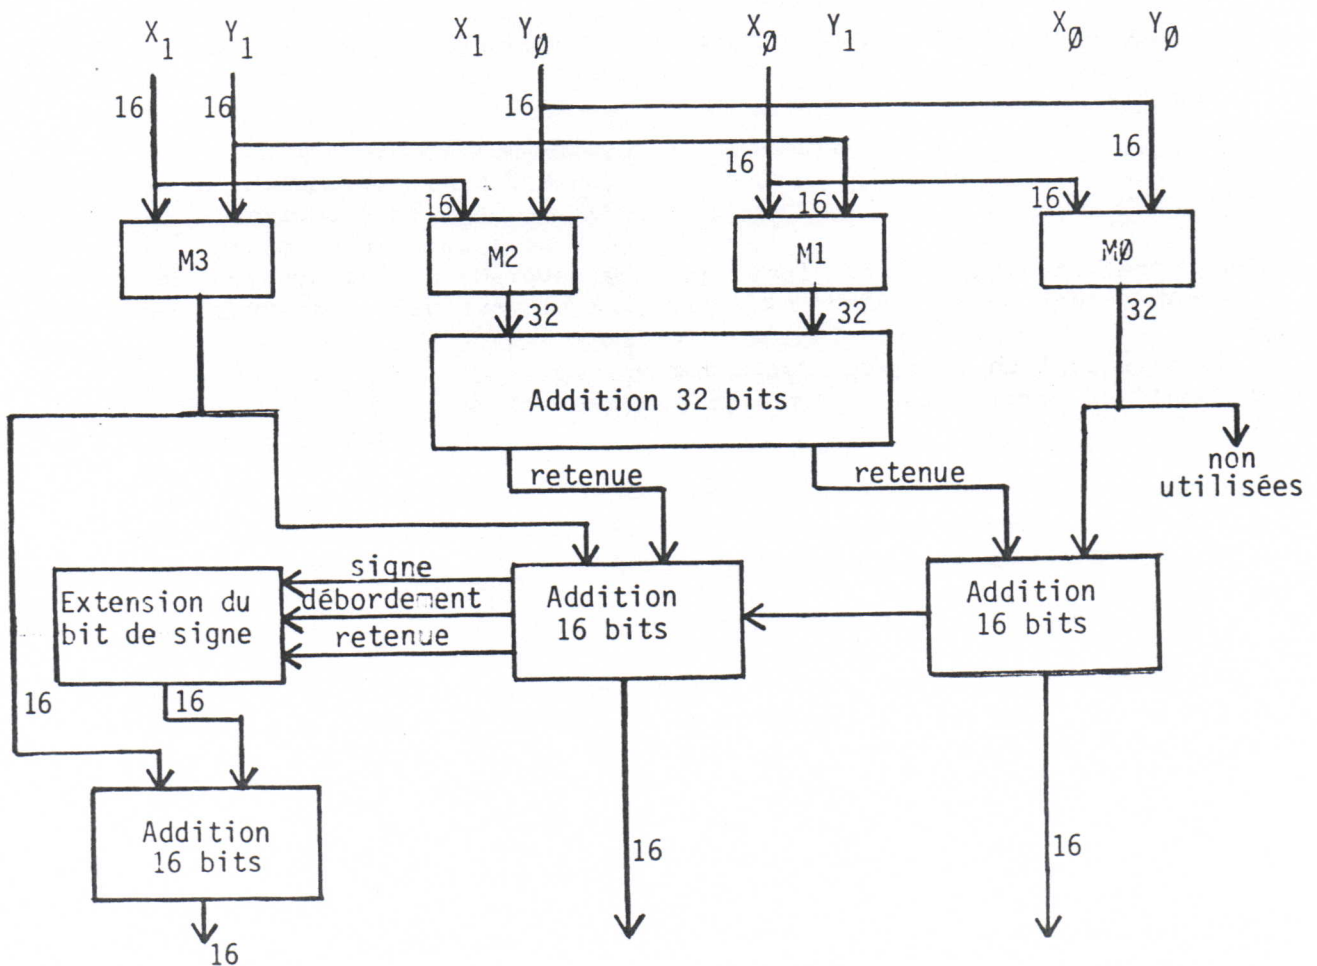 X1 Y1 X1 YØ XØ Y1 XØ YØ
16 16 16
16 16
16 16 16
M3 M2 M1 MØ
32 32 32
Addition 32 bits
retenue retenue
non
utilisées
signe
débordement
retenue
Extension du
bit de signe
Addition
16 bits
Addition
16 bits
16 16
Addition
16 bits
16 16
16